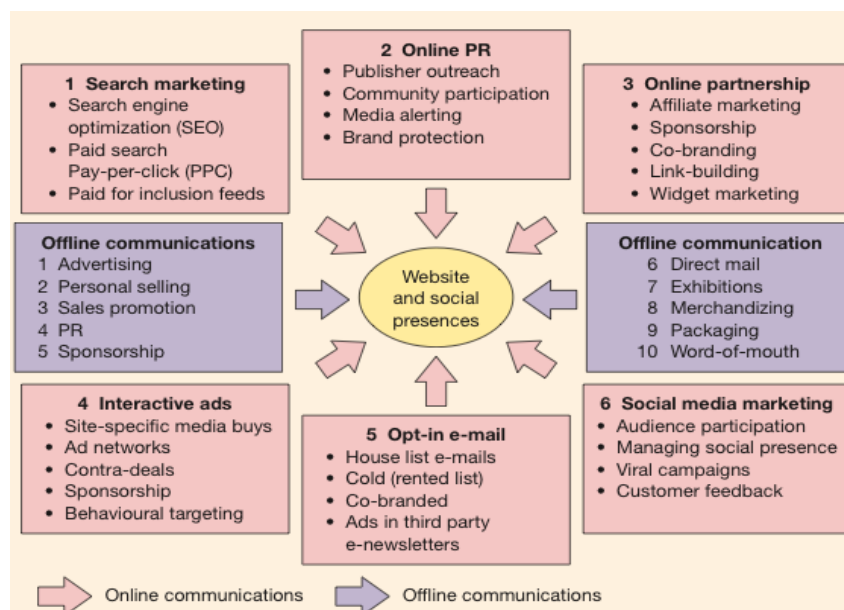 1 Search marketing
• Search engine
optimization (SEO)
• Paid search
Pay-per-click (PPC)
• Paid for inclusion feeds
2 Online PR
• Publisher outreach
• Community participation
• Media alerting
• Brand protection
3 Online partnership
• Affiliate marketing
• Sponsorship
• Co-branding
• Link-building
• Widget marketing
Offline communications
1 Advertising
2 Personal selling
3 Sales promotion
4 PR
5 Sponsorship
Website
and social
presences
Offline communication
6 Direct mail
7 Exhibitions
8 Merchandizing
9 Packaging
10 Word-of-mouth
4 Interactive ads
• Site-specific media buys
• Ad networks
• Contra-deals
• Sponsorship
• Behavioural targeting
5 Opt-in e-mail
• House list e-mails
• Cold (rented list)
• Co-branded
• Ads in third party
e-newsletters
6 Social media marketing
• Audience participation
• Managing social presence
• Viral campaigns
• Customer feedback
Online communications
Offline communications